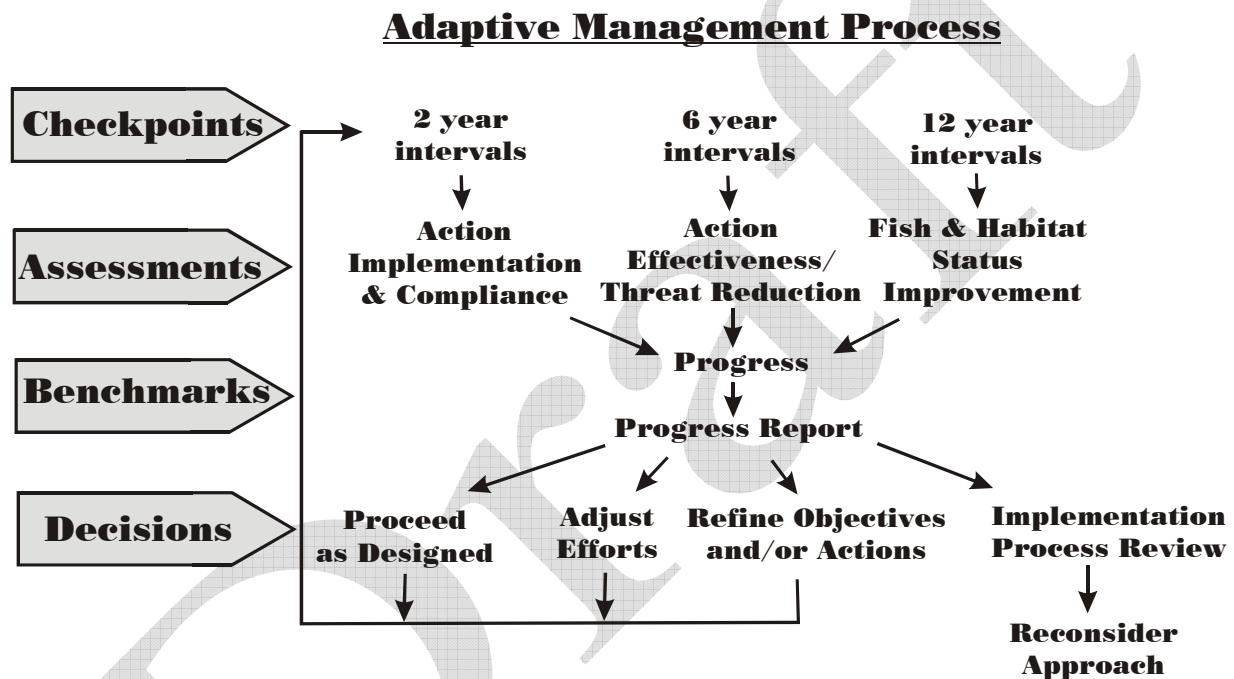 Adaptive Management Process
Checkpoints
2 year
intervals
6 year
intervals
12 year
intervals
Assessments
Action
Implementation
& Compliance
Action
Effectiveness/
Threat Reduction
Fish & Habitat
Status
Improvement
Benchmarks
Progress
Progress Report
Decisions
Proceed
as Designed
Adjust
Efforts
Refine Objectives
and/or Actions
Implementation
Process Review
Reconsider
Approach
Draft